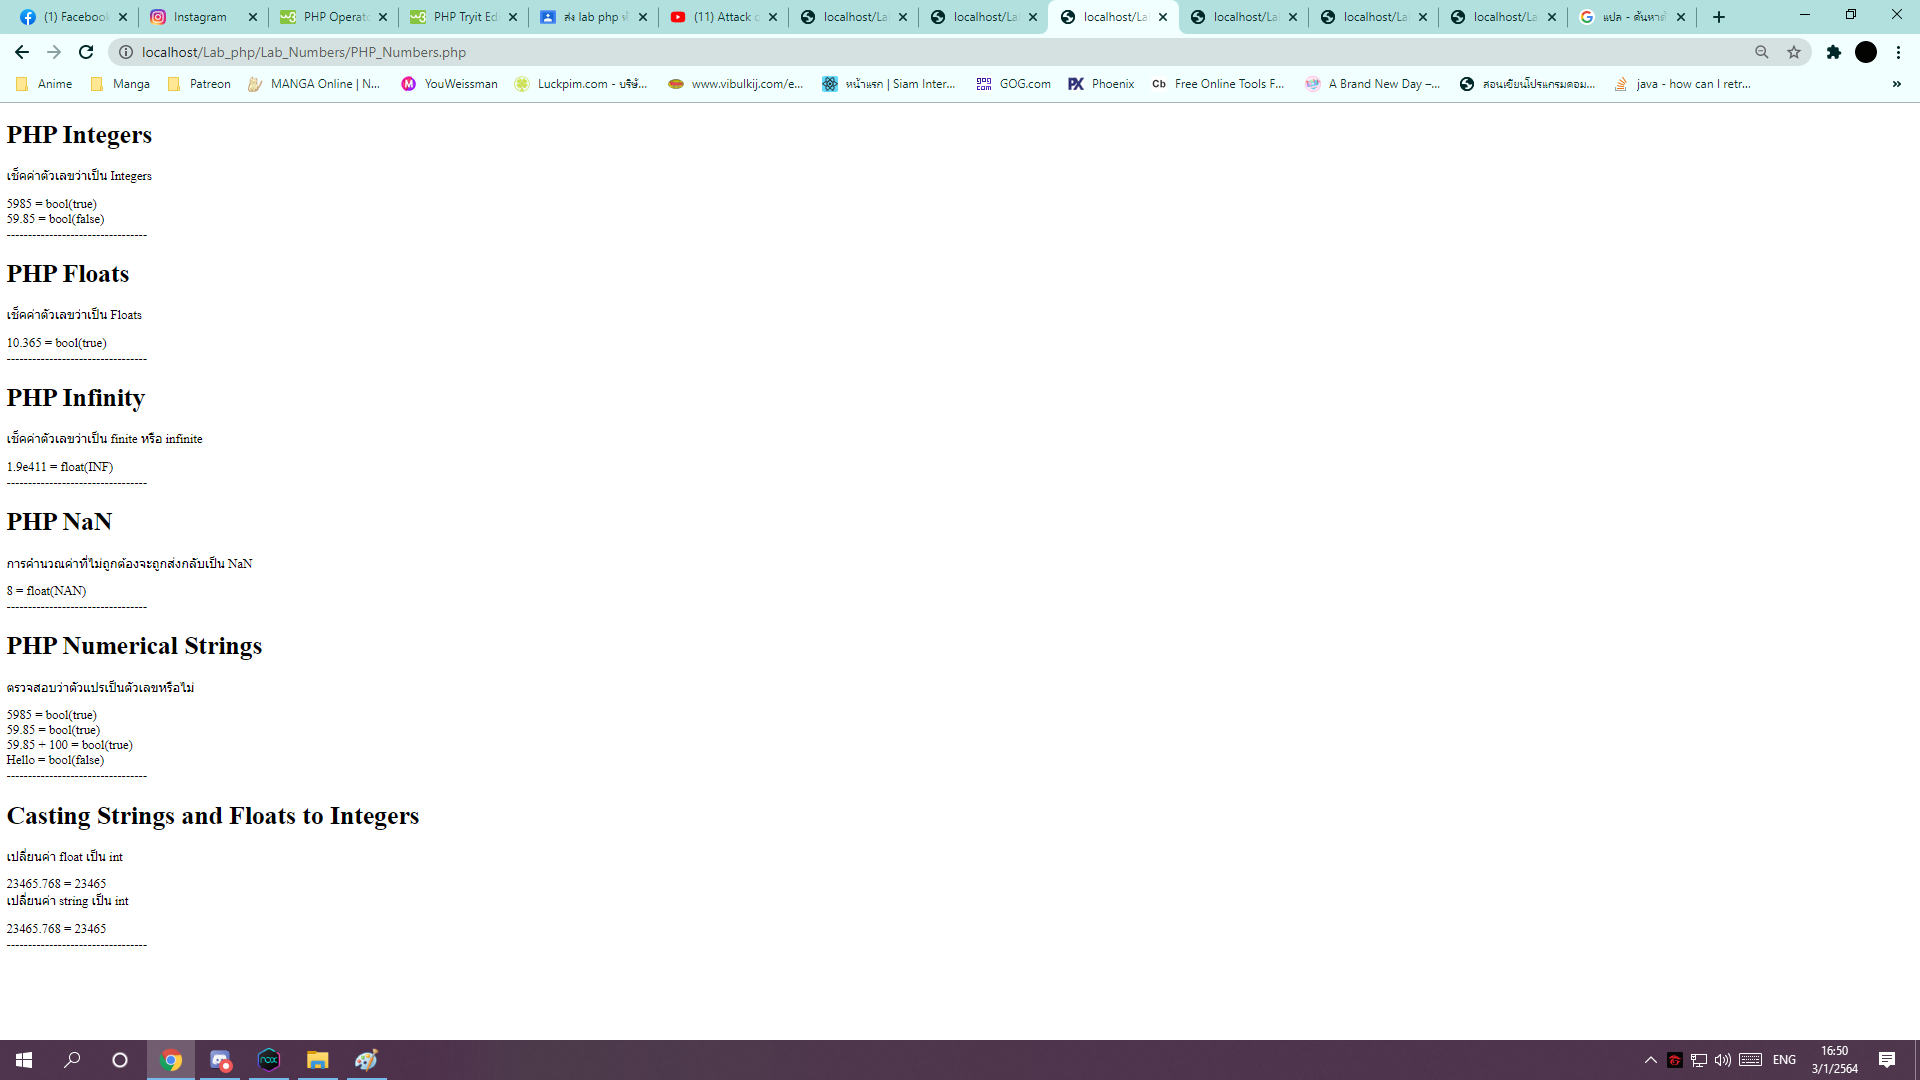 (1) Facebook
Instagram
PHP Operato
PHP Tryit Edi
ส่ง lab php
(11) Attack o
localhost/La
localhost/La
localhost/La
localhost/La
localhost/La
localhost/La
แปล - ค้นหาด้
localhost/Lab_php/Lab_Numbers/PHP_Numbers.php
Anime
Manga
Patreon
MANGA Online | N...
YouWeissman
Luckpim.com - บริษั...
www.vibulkij.com/e...
หน้าแรก | Siam Inter...
GOG.com
Phoenix
Cb Free Online Tools F...
A Brand New Day –...
สอนเขียนโปรแกรมคอม...
java - how can I retr...
PHP Integers
เช็คค่าตัวเลขว่าเป็น Integers
5985 = bool(true)
59.85 = bool(false)
---------------------------------
PHP Floats
เช็คค่าตัวเลขว่าเป็น Floats
10.365 = bool(true)
---------------------------------
PHP Infinity
เช็คค่าตัวเลขว่าเป็น finite หรือ infinite
1.9e411 = float(INF)
---------------------------------
PHP NaN
การคำนวณค่าที่ไม่ถูกต้องจะถูกส่งกลับเป็น NaN
8 = float(NAN)
---------------------------------
PHP Numerical Strings
ตรวจสอบว่าตัวแปรเป็นตัวเลขหรือไม่
5985 = bool(true)
59.85 = bool(true)
59.85 + 100 = bool(true)
Hello = bool(false)
---------------------------------
Casting Strings and Floats to Integers
เปลี่ยนค่า float เป็น int
23465.768 = 23465
เปลี่ยนค่า string เป็น int
23465.768 = 23465
---------------------------------
ENG
16:50
3/1/2564